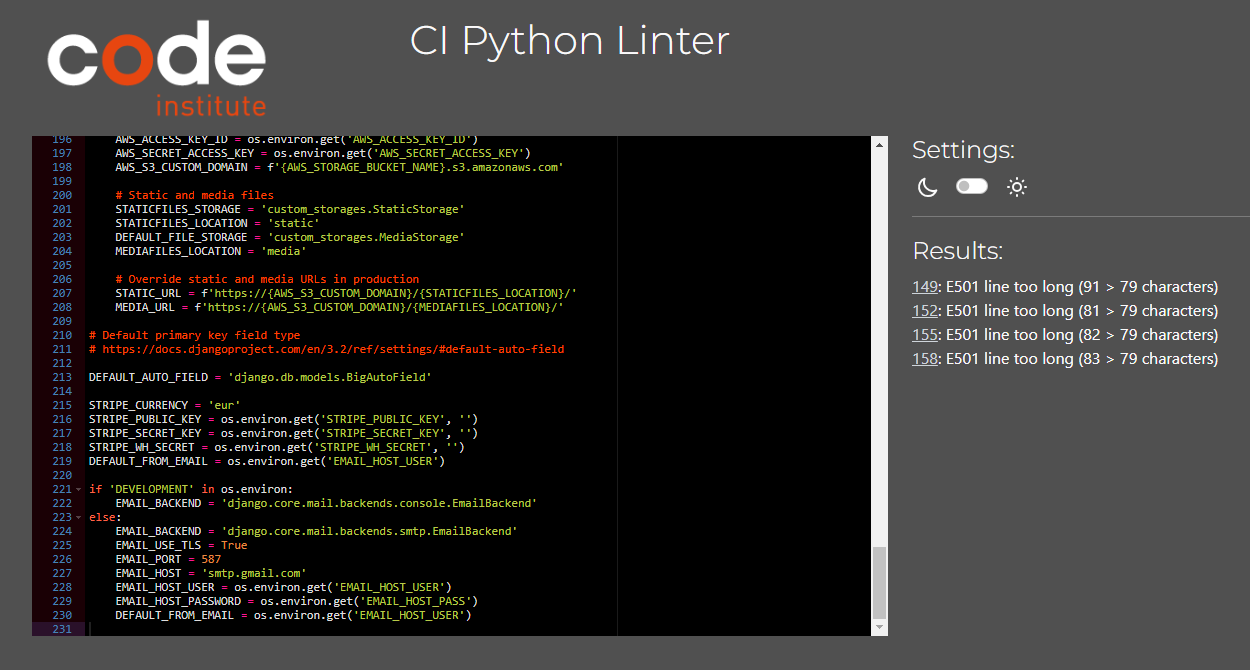 code
institute
CI Python Linter
196 AWS_ACCESS_KEY_ID = os.environ.get('AWS_ACCESS_KEY_ID')
197 AWS_SECRET_ACCESS_KEY = os.environ.get('AWS_SECRET_ACCESS_KEY')
198 AWS_S3_CUSTOM_DOMAIN = f'{AWS_STORAGE_BUCKET_NAME}.s3.amazonaws.com'
199
200 # Static and media files
201 STATICFILES_STORAGE = 'custom_storages.StaticStorage'
202 STATICFILES_LOCATION = 'static'
203 DEFAULT_FILE_STORAGE = 'custom_storages.MediaStorage'
204 MEDIAFILES_LOCATION = 'media'
205
206 # Override static and media URLs in production
207 STATIC_URL = f'https://{AWS_S3_CUSTOM_DOMAIN}/{STATICFILES_LOCATION}/'
208 MEDIA_URL = f'https://{AWS_S3_CUSTOM_DOMAIN}/{MEDIAFILES_LOCATION}/'
209
210 # Default primary key field type
211 # https://docs.djangoproject.com/en/3.2/ref/settings/#default-auto-field
212
213 DEFAULT_AUTO_FIELD = 'django.db.models.BigAutoField'
214
215 STRIPE_CURRENCY = 'eur'
216 STRIPE_PUBLIC_KEY = os.environ.get('STRIPE_PUBLIC_KEY', '')
217 STRIPE_SECRET_KEY = os.environ.get('STRIPE_SECRET_KEY', '')
218 STRIPE_WH_SECRET = os.environ.get('STRIPE_WH_SECRET', '')
219 DEFAULT_FROM_EMAIL = os.environ.get('EMAIL_HOST_USER')
220
221 if 'DEVELOPMENT' in os.environ:
222 EMAIL_BACKEND = 'django.core.mail.backends.console.EmailBackend'
223 else:
224 EMAIL_BACKEND = 'django.core.mail.backends.smtp.EmailBackend'
225 EMAIL_USE_TLS = True
226 EMAIL_PORT = 587
227 EMAIL_HOST = 'smtp.gmail.com'
228 EMAIL_HOST_USER = os.environ.get('EMAIL_HOST_USER')
229 EMAIL_HOST_PASSWORD = os.environ.get('EMAIL_HOST_PASS')
230 DEFAULT_FROM_EMAIL = os.environ.get('EMAIL_HOST_USER')
231
Settings:
Results:
149: E501 line too long (91 > 79 characters)
152: E501 line too long (81 > 79 characters)
155: E501 line too long (82 > 79 characters)
158: E501 line too long (83 > 79 characters)